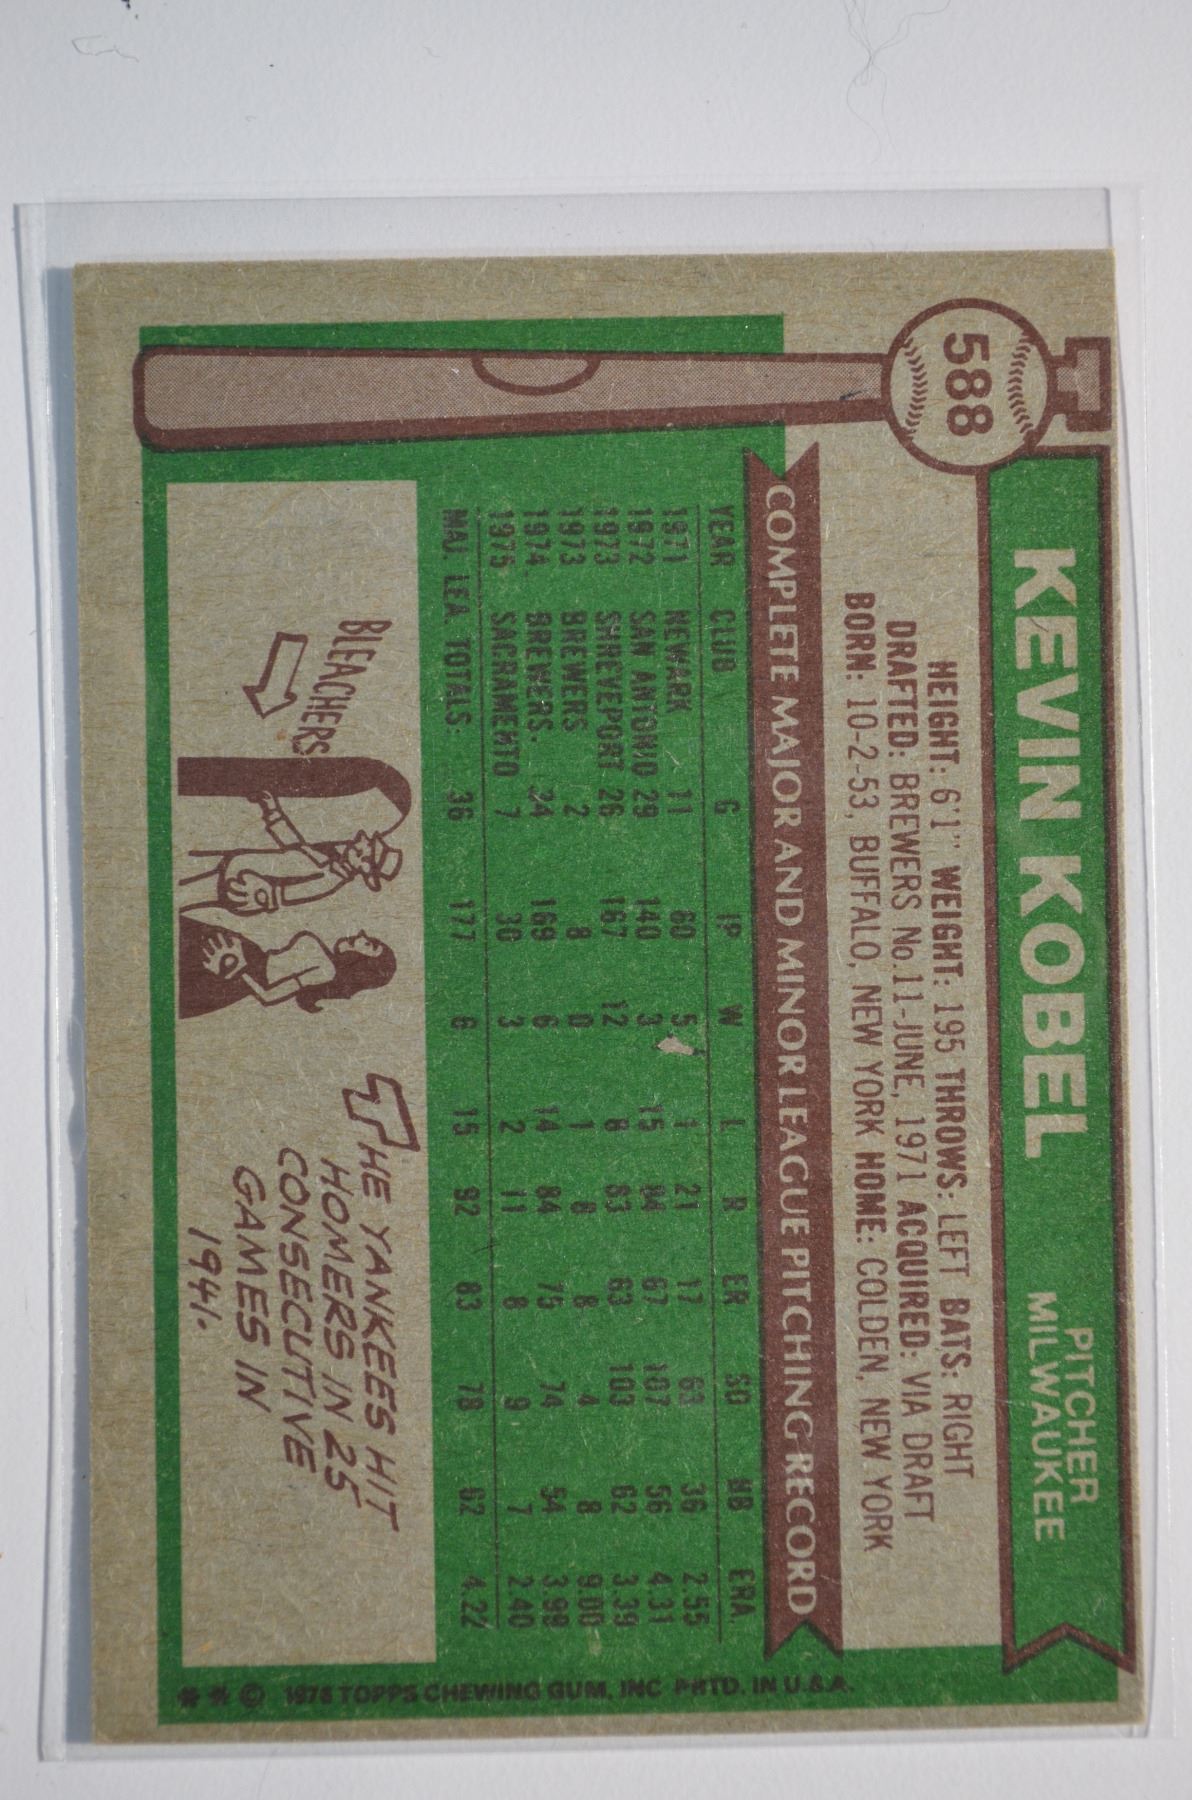 588
KEVIN KOBEL
PITCHER
MILWAUKEE
HEIGHT: 6'1" WEIGHT: 195 THROWS: LEFT BATS: RIGHT
DRAFTED: BREWERS No.11-JUNE, 1971 ACQUIRED: VIA DRAFT
BORN: 10-2-53, BUFFALO, NEW YORK HOME: COLDEN, NEW YORK
COMPLETE MAJOR AND MINOR LEAGUE PITCHING RECORD
YEAR CLUB G IP W L R ER SO BB ERA.
1971 NEWARK 11 60 5 1 21 17 63 36 2.55
1972 SAN ANTONIO 29 140 3 15 84 67 107 56 4.31
1973 SHREVEPORT 26 167 12 8 83 63 103 62 3.39
1973 BREWERS 2 8 0 1 8 8 4 8 9.00
1974 BREWERS. 24 169 6 14 84 75 74 54 3.99
1975 SACRAMENTO 7 30 3 2 11 8 9 7 2.40
MAJ. LEA. TOTALS: 36 177 6 15 92 83 78 62 4.22
BLEACHERS
THE YANKEES HIT
HOMERS IN 25
CONSECUTIVE
GAMES IN
1941.
** © 1976 TOPPS CHEWING GUM, INC PRTD. IN U.S.A.